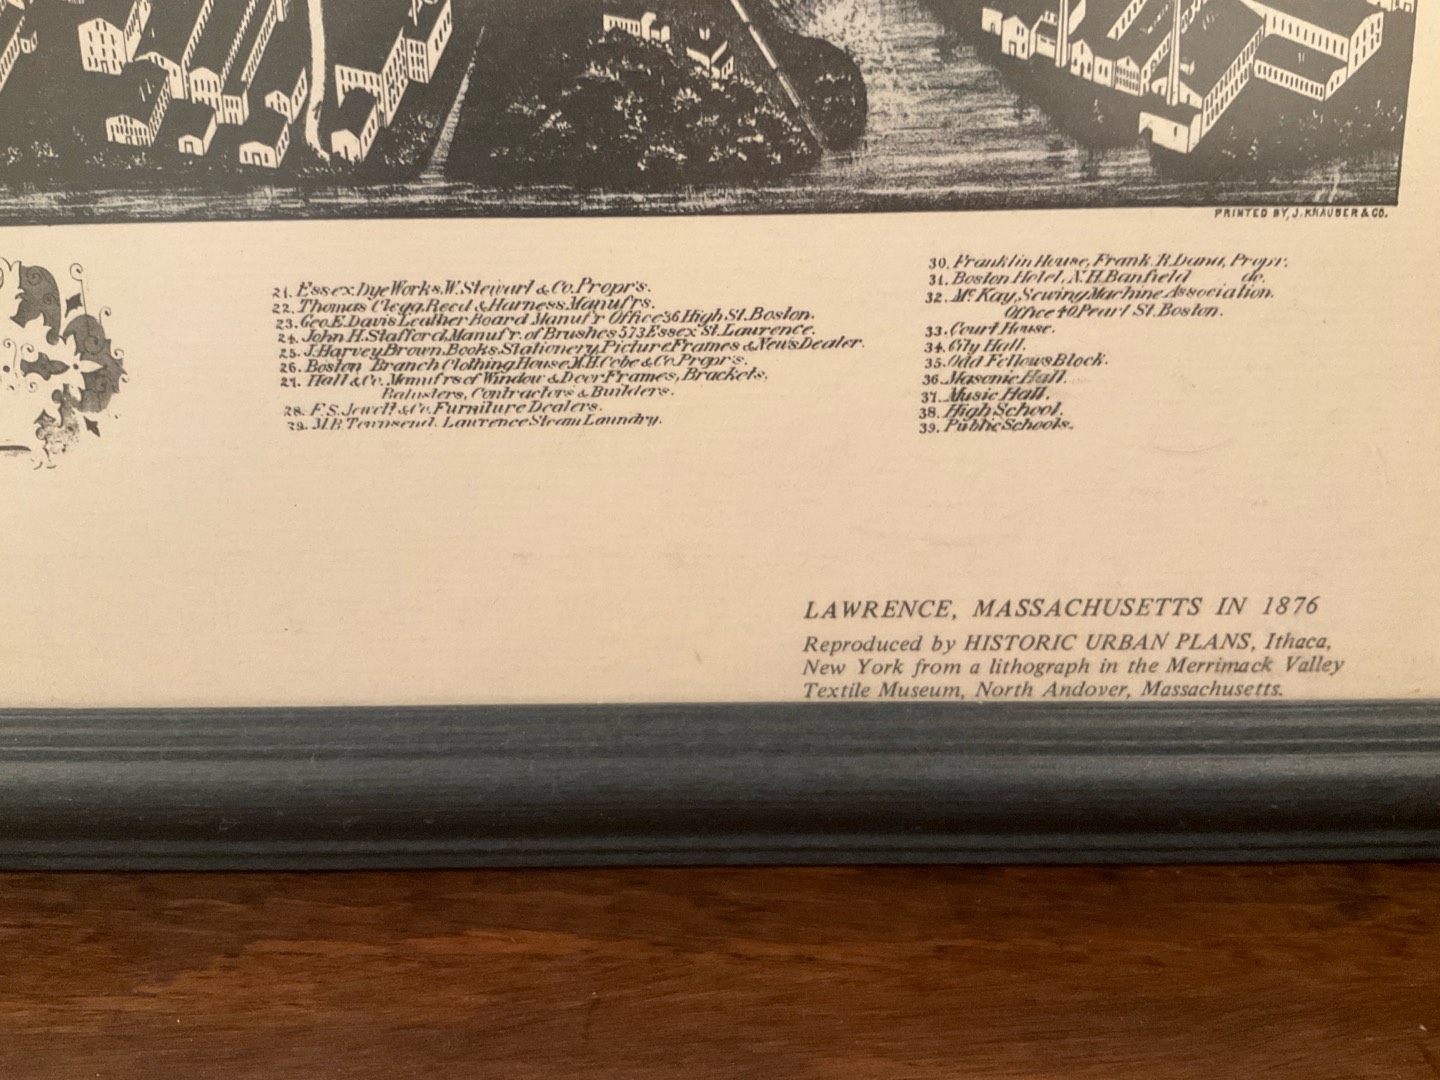 PRINTED BY, J. KRAUSER & CO.
21. Essex Dye Works. W. Stewart & Co. Propr's.
22. Thomas Clegg, Reed & Harness Manuf'rs.
23. Geo. E. Davis Leather Board Manuf'r Office 36 High St. Boston.
24. John H. Stafford, Manuf'r. of Brushes 573 Essex St. Lawrence.
25. J. Harvey Brown, Books, Stationery, Picture Frames & News Dealer.
26. Boston Branch Clothing House M.H. Cobe & Co. Propr's.
27. Hall & Co. Manuf'rs of Window & Door Frames, Brackets,
Balusters, Contractors & Builders.
28. F.S. Jewell & Co. Furniture Dealers.
29. M.P. Townsend. Lawrence Steam Laundry.
30. Franklin House, Frank. R. Dana, Propr.
31. Boston Hotel, N.H. Banfield do.
32. Mc Kay, Sewing Machine Association.
Office 40 Pearl St. Boston.
33. Court House.
34. City Hall.
35. Odd Fellows Block.
36. Masonic Hall.
37. Music Hall.
38. High School.
39. Public Schools.
LAWRENCE, MASSACHUSETTS IN 1876
Reproduced by HISTORIC URBAN PLANS, Ithaca,
New York from a lithograph in the Merrimack Valley
Textile Museum, North Andover, Massachusetts.